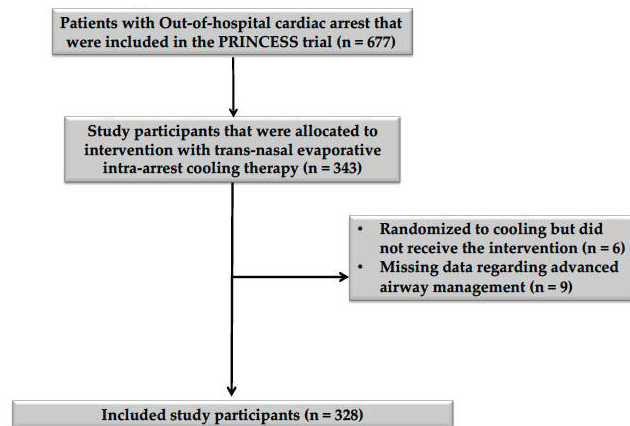 Patients with Out-of-hospital cardiac arrest that
were included in the PRINCESS trial (n = 677)
Study participants that were allocated to
intervention with trans-nasal evaporative
intra-arrest cooling therapy (n = 343)
• Randomized to cooling but did
not receive the intervention (n = 6)
• Missing data regarding advanced
airway management (n = 9)
Included study participants (n = 328)